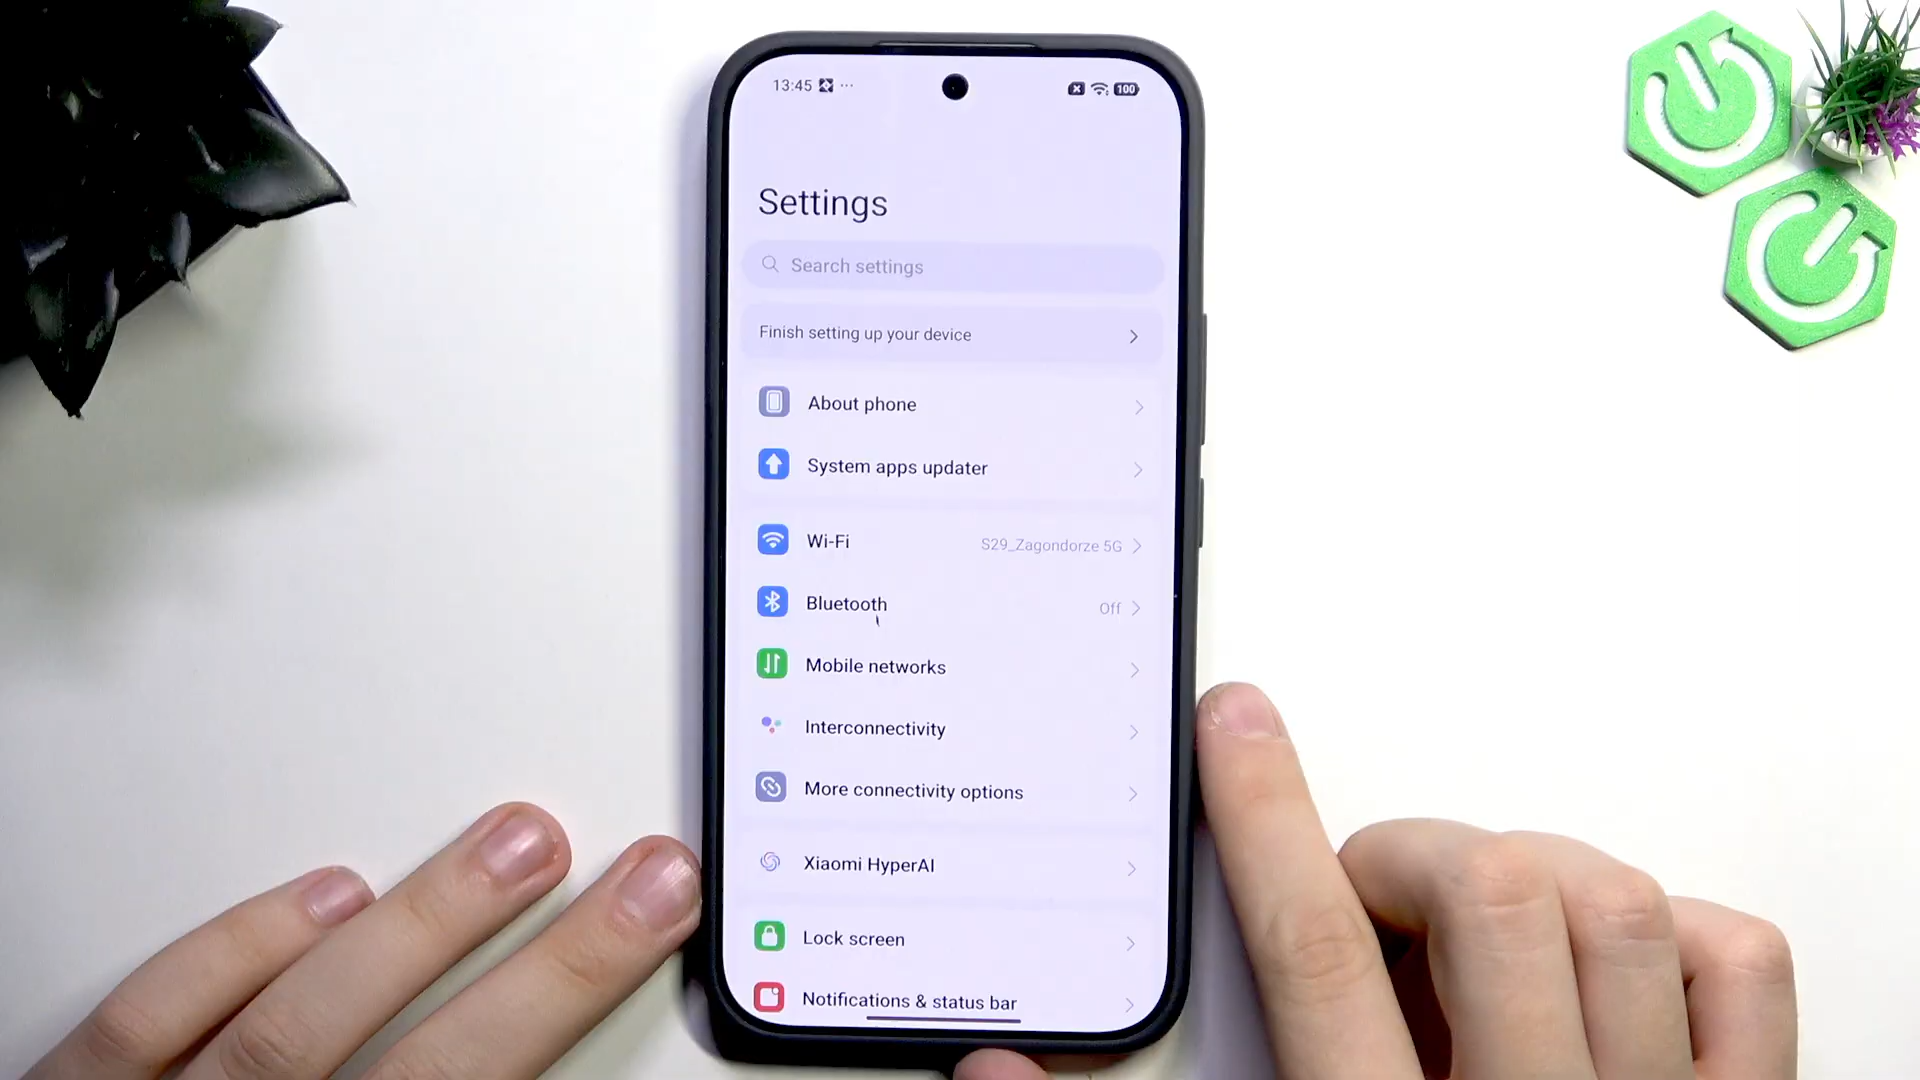 13:45 ··· 100
Settings
Search settings
Finish setting up your device
About phone
System apps updater
Wi-Fi S29_Zagondorze 5G
Bluetooth Off
Mobile networks
Interconnectivity
More connectivity options
Xiaomi HyperAI
Lock screen
Notifications & status bar